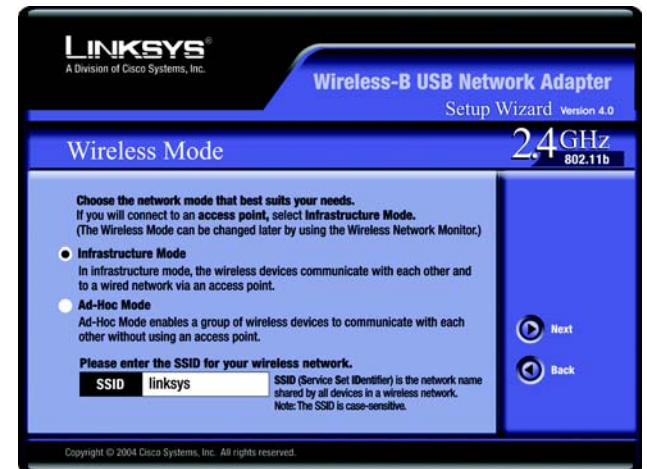 LINKSYS®
A Division of Cisco Systems, Inc.
Wireless-B USB Network Adapter
Setup Wizard Version 4.0
Wireless Mode
2.4 GHz
802.11b
Choose the network mode that best suits your needs.
If you will connect to an access point, select Infrastructure Mode.
(The Wireless Mode can be changed later by using the Wireless Network Monitor.)
Infrastructure Mode
In infrastructure mode, the wireless devices communicate with each other and
to a wired network via an access point.
Ad-Hoc Mode
Ad-Hoc Mode enables a group of wireless devices to communicate with each
other without using an access point.
Please enter the SSID for your wireless network.
SSID linksys
SSID (Service Set IDentifier) is the network name
shared by all devices in a wireless network.
Note: The SSID is case-sensitive.
Next
Back
Copyright © 2004 Cisco Systems, Inc. All rights reserved.